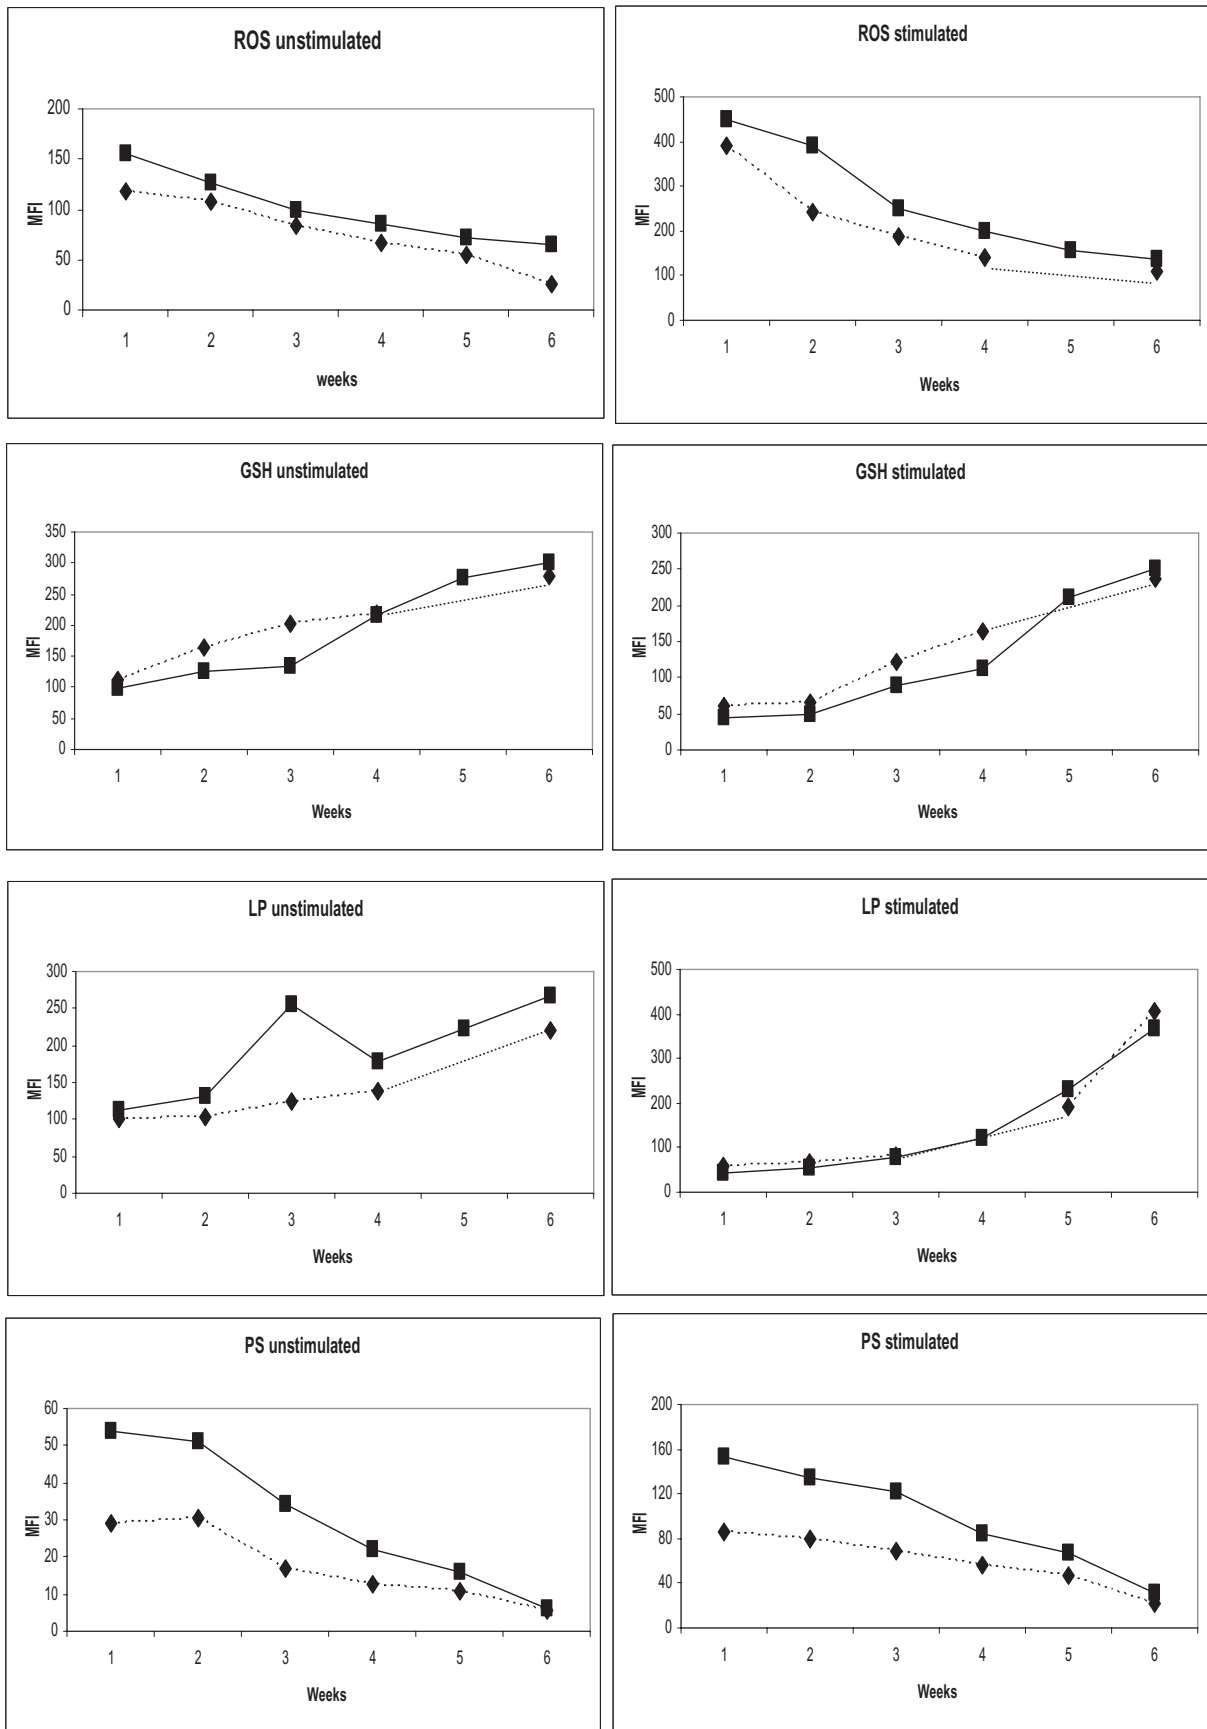 ROS unstimulated
200
150
100
50
0
MFI
1 2 3 4 5 6
weeks
ROS stimulated
500
400
300
200
100
0
MFI
1 2 3 4 5 6
Weeks
GSH unstimulated
350
300
250
200
150
100
50
0
MFI
1 2 3 4 5 6
Weeks
GSH stimulated
300
250
200
150
100
50
0
MFI
1 2 3 4 5 6
Weeks
LP unstimulated
300
250
200
150
100
50
0
MFI
1 2 3 4 5 6
Weeks
LP stimulated
500
400
300
200
100
0
MFI
1 2 3 4 5 6
Weeks
PS unstimulated
60
50
40
30
20
10
0
MFI
1 2 3 4 5 6
Weeks
PS stimulated
200
160
120
80
40
0
MFI
1 2 3 4 5 6
Weeks